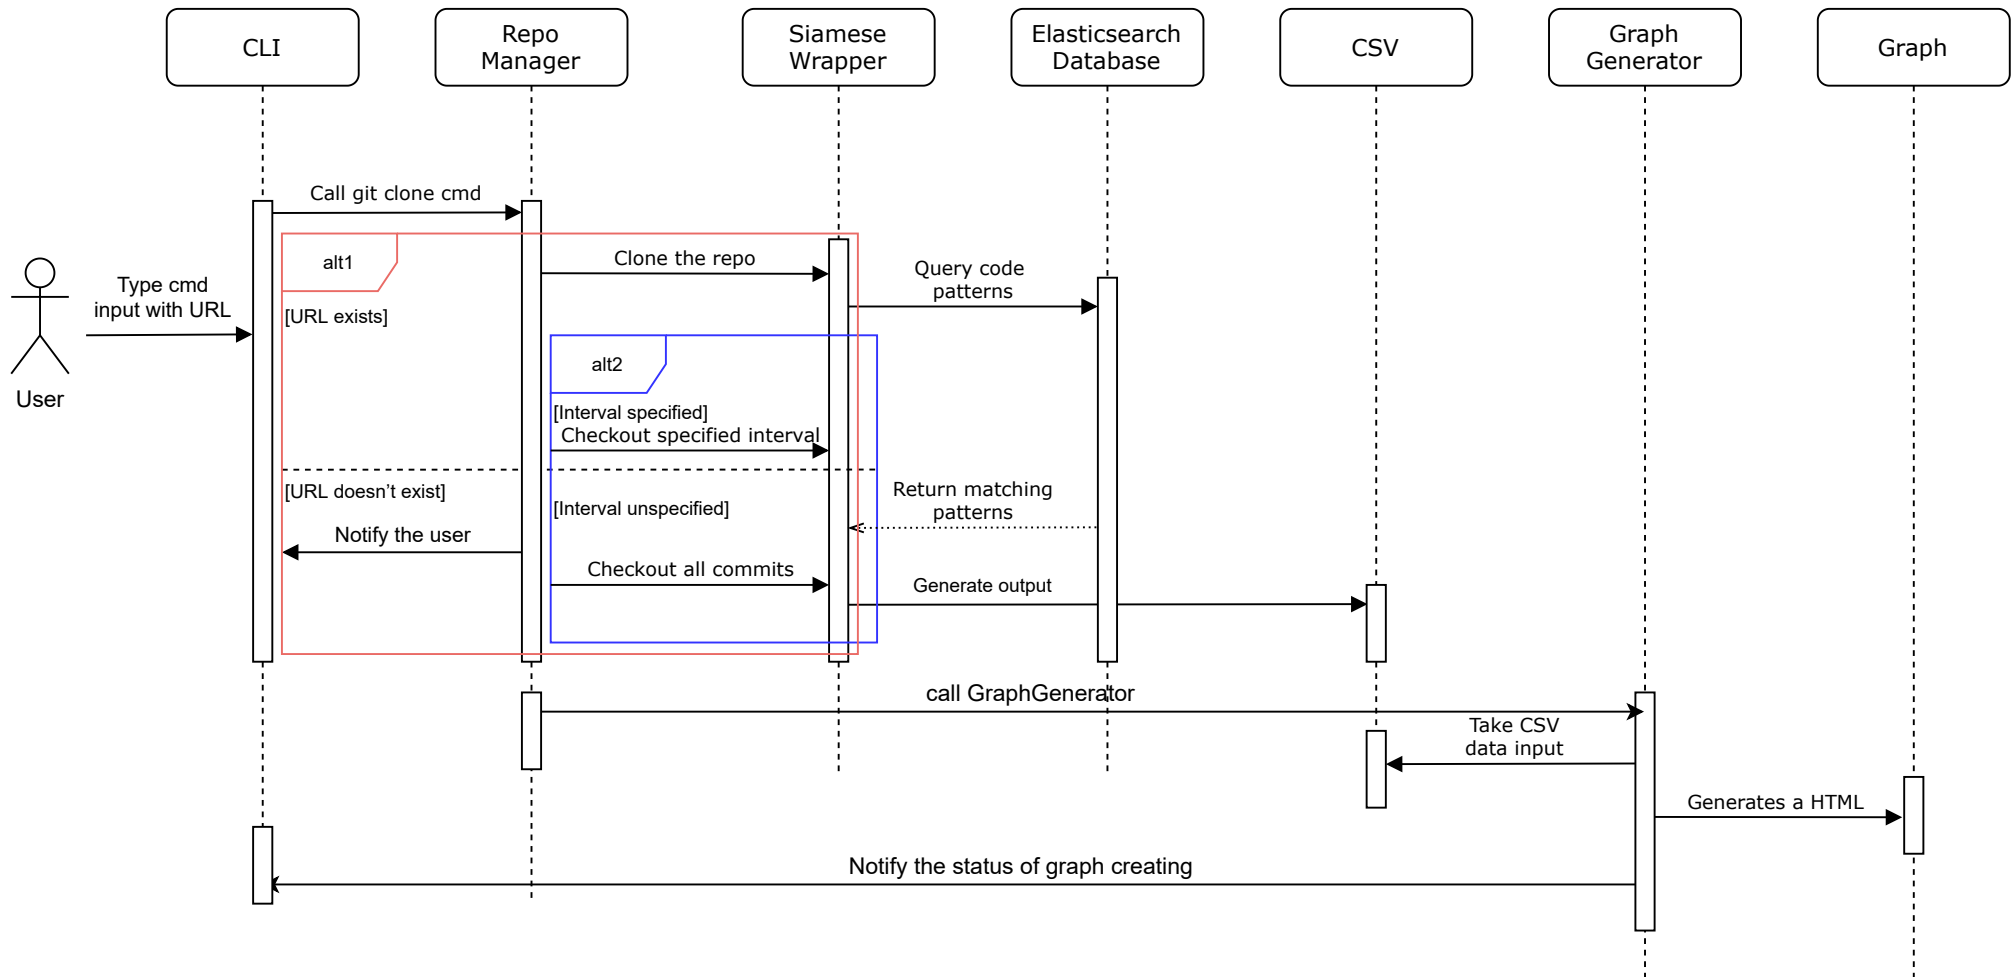 CLI
Repo
Manager
Siamese
Wrapper
Elasticsearch
Database
CSV
Graph
Generator
Graph
Call git clone cmd
alt1
Clone the repo
Query code
patterns
Type cmd
input with URL
[URL exists]
alt2
User
[Interval specified]
Checkout specified interval
[URL doesn't exist]
Return matching
patterns
[Interval unspecified]
Notify the user
Checkout all commits
Generate output
call GraphGenerator
Take CSV
data input
Generates a HTML
Notify the status of graph creating